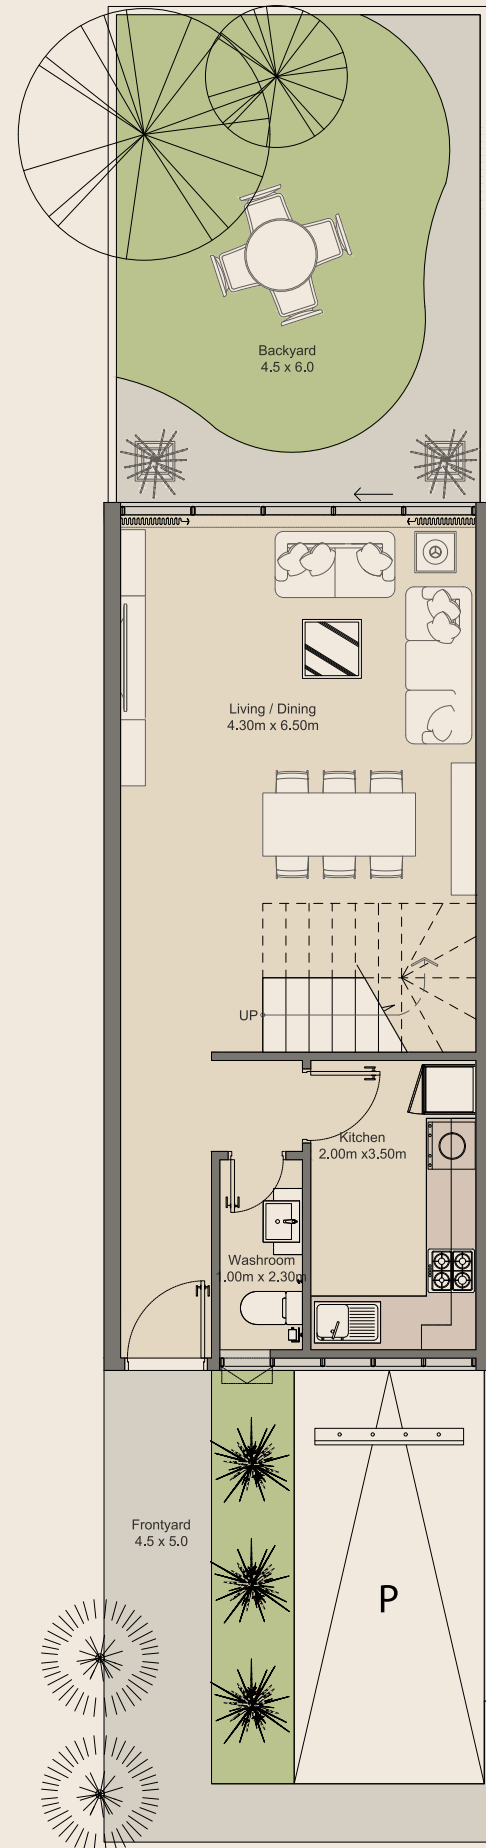 Backyard
4.5 x 6.0
Living / Dining
4.30m x 6.50m
UP
Kitchen
2.00m x3.50m
Washroom
1.00m x 2.30m
Frontyard
4.5 x 5.0
P